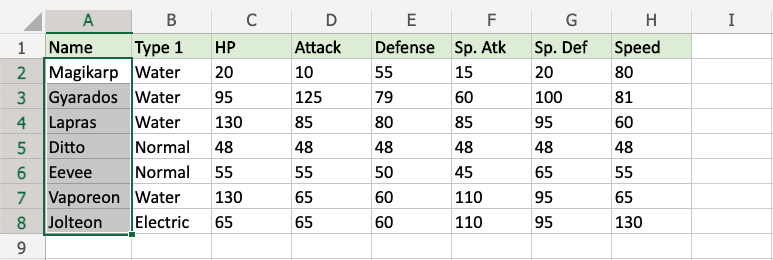 A B C D E F G H I
1 Name Type 1 HP Attack Defense Sp. Atk Sp. Def Speed
2 Magikarp Water 20 10 55 15 20 80
3 Gyarados Water 95 125 79 60 100 81
4 Lapras Water 130 85 80 85 95 60
5 Ditto Normal 48 48 48 48 48 48
6 Eevee Normal 55 55 50 45 65 55
7 Vaporeon Water 130 65 60 110 95 65
8 Jolteon Electric 65 65 60 110 95 130
9